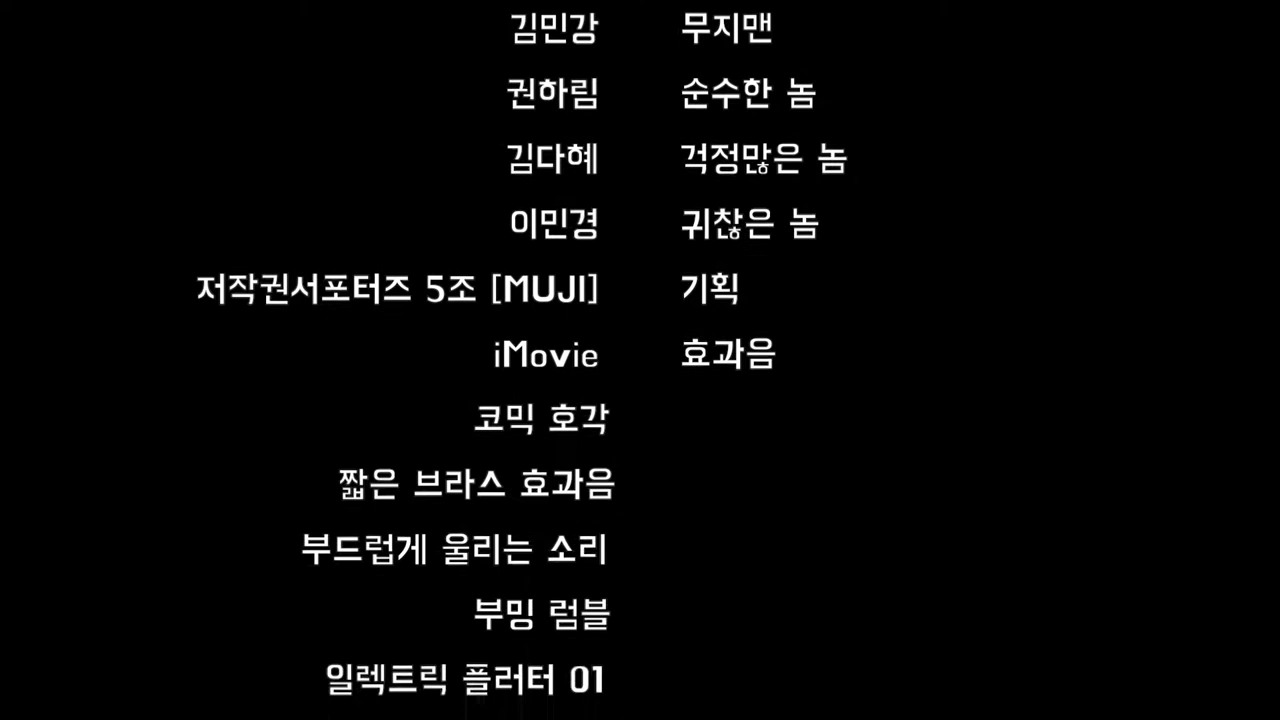 김민강 무지맨
권하림 순수한 놈
김다혜 걱정많은 놈
이민경 귀찮은 놈
저작권서포터즈 5조 [MUJI] 기획
iMovie 효과음
코믹 호각
짧은 브라스 효과음
부드럽게 울리는 소리
부밍 럼블
일렉트릭 플러터 01